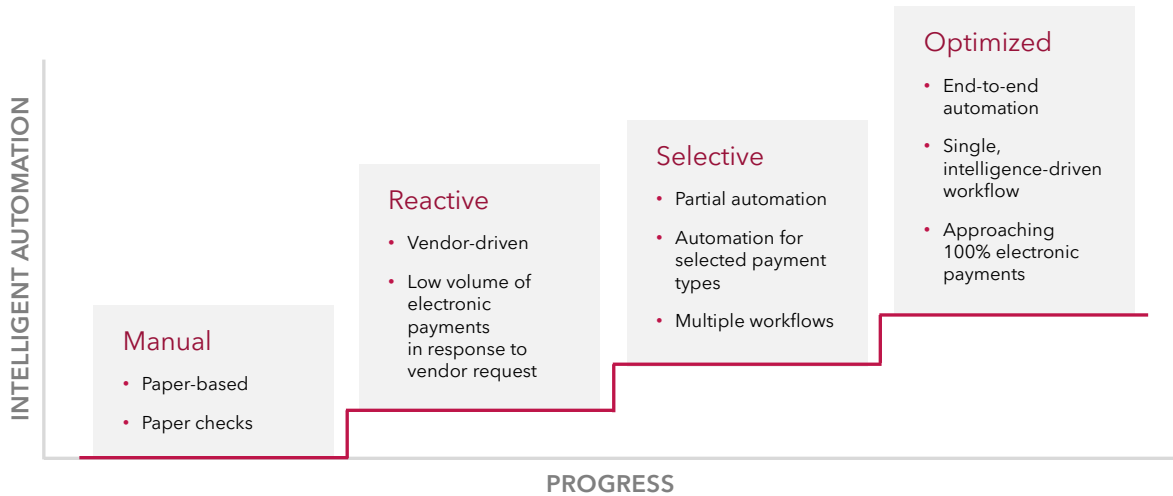 INTELLIGENT AUTOMATION
Manual
• Paper-based
• Paper checks
Reactive
• Vendor-driven
• Low volume of
electronic
payments
in response to
vendor request
Selective
• Partial automation
• Automation for
selected payment
types
• Multiple workflows
Optimized
• End-to-end
automation
• Single,
intelligence-driven
workflow
• Approaching
100% electronic
payments
PROGRESS